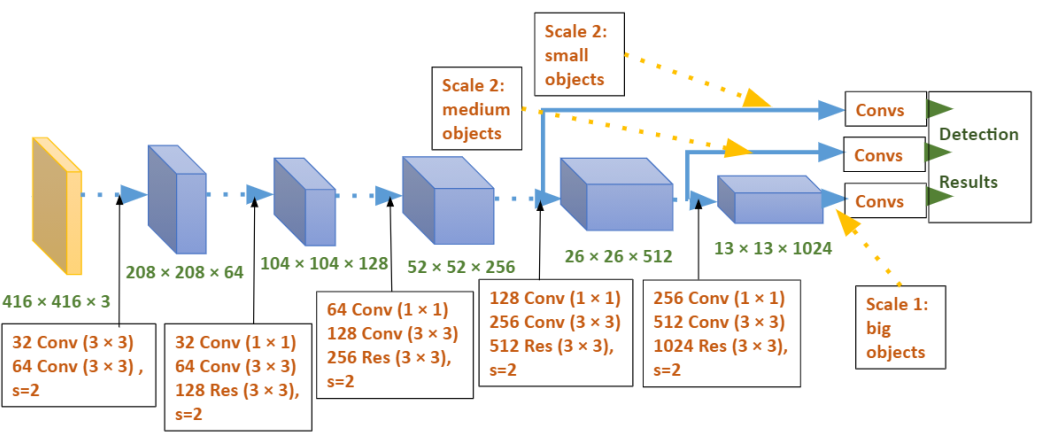 Scale 2:
small
objects
Scale 2:
medium
objects
Convs
Convs
Convs
Detection
Results
416 × 416 × 3
208 × 208 × 64
104 × 104 × 128
52 × 52 × 256
26 × 26 × 512
13 × 13 × 1024
32 Conv (3 × 3)
64 Conv (3 × 3) ,
s=2
32 Conv (1 × 1)
64 Conv (3 × 3)
128 Res (3 × 3),
s=2
64 Conv (1 × 1)
128 Conv (3 × 3)
256 Res (3 × 3),
s=2
128 Conv (1 × 1)
256 Conv (3 × 3)
512 Res (3 × 3),
s=2
256 Conv (1 × 1)
512 Conv (3 × 3)
1024 Res (3 × 3),
s=2
Scale 1:
big
objects